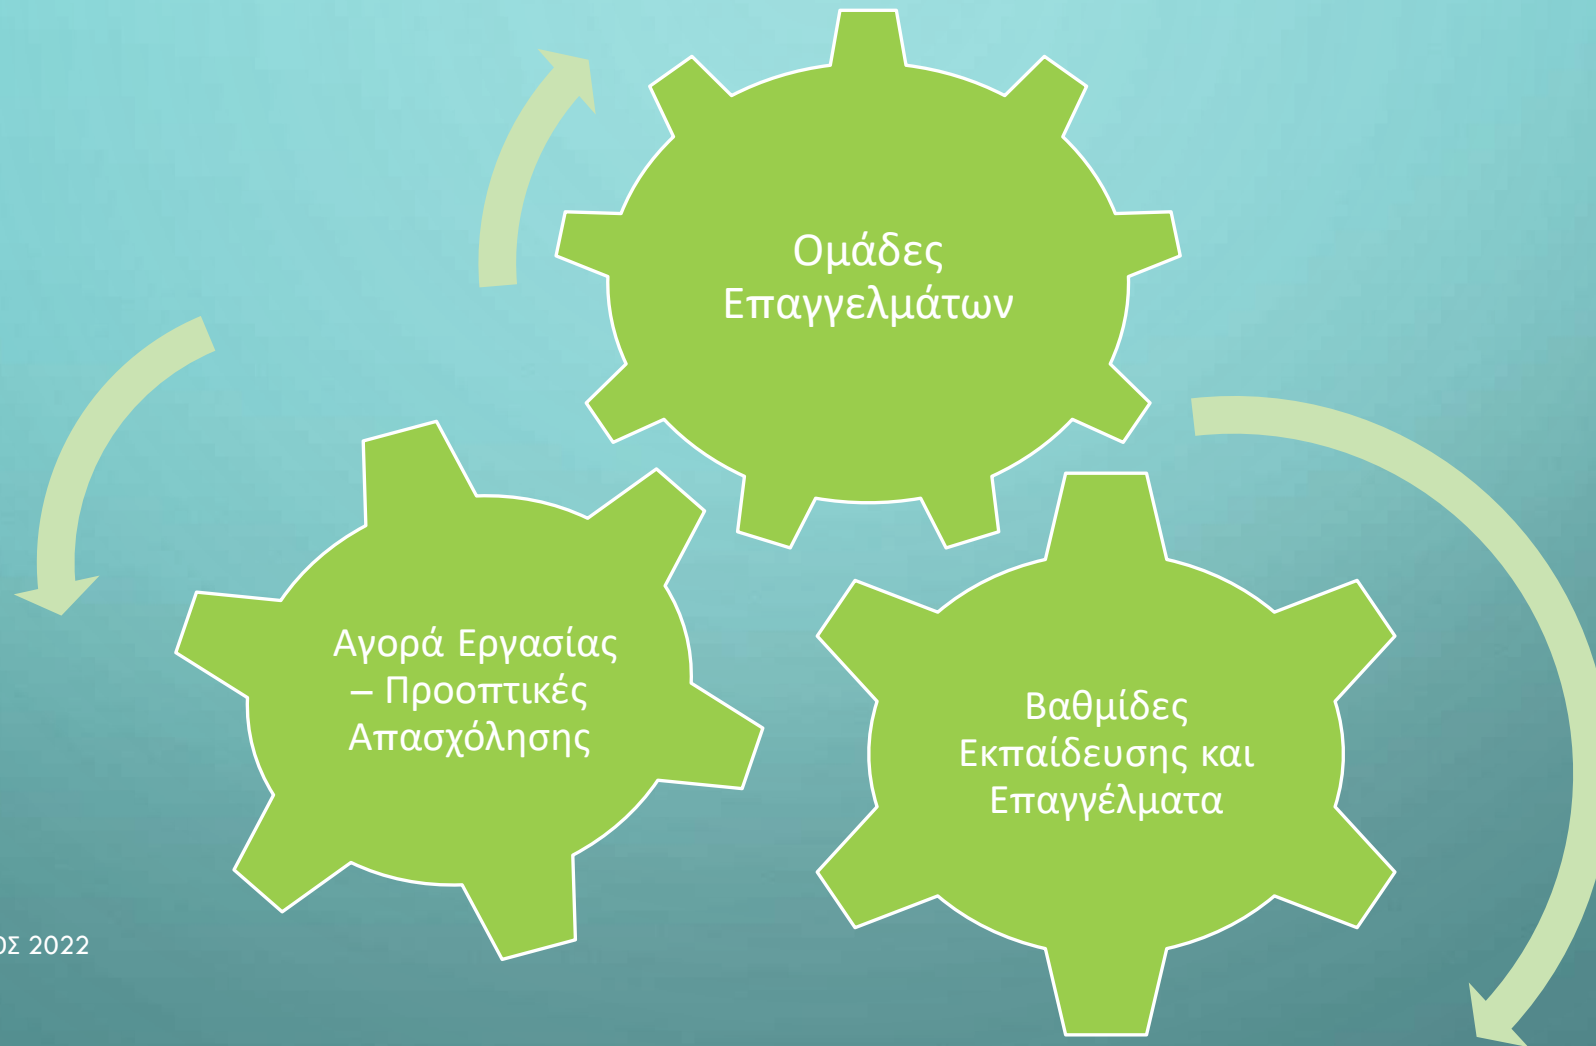 Ομάδες
Επαγγελμάτων
Αγορά Εργασίας
– Προοπτικές
Απασχόλησης
Βαθμίδες
Εκπαίδευσης και
Επαγγέλματα
2022